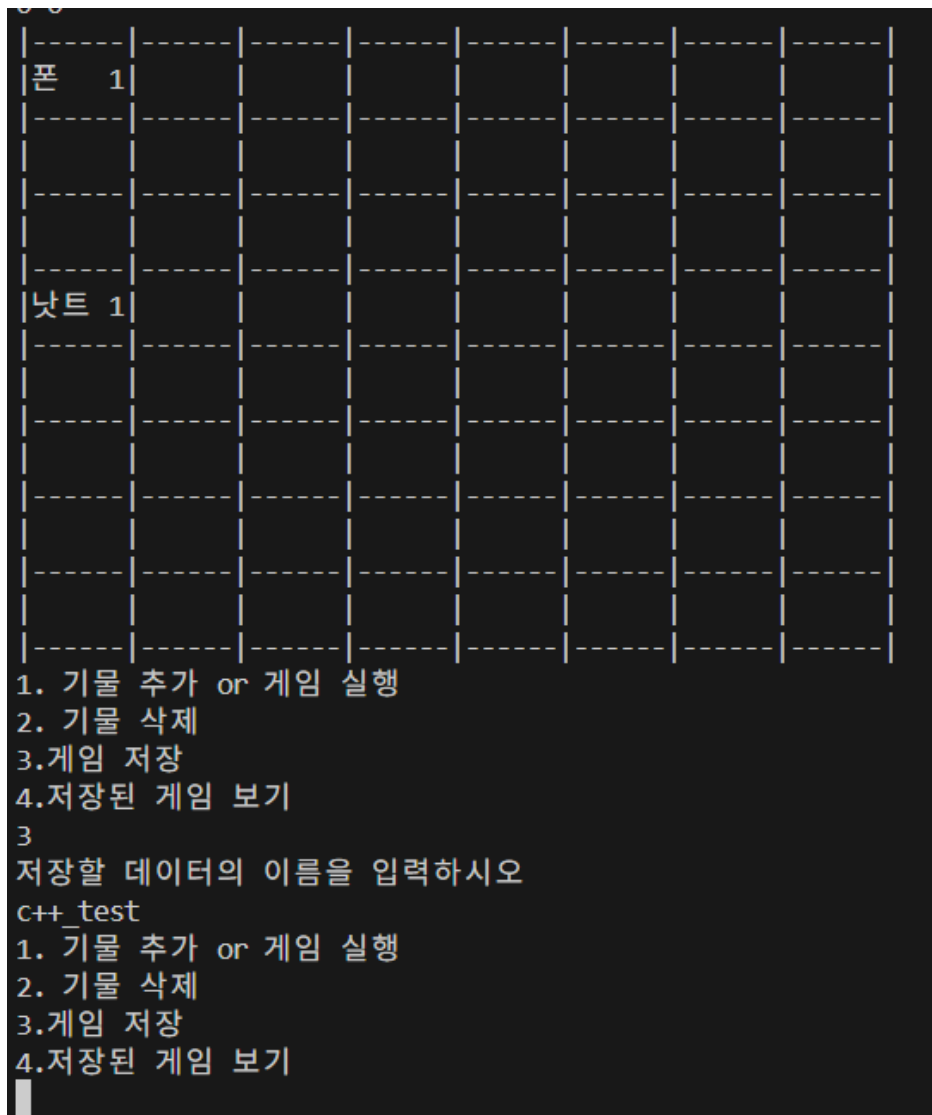 |------|------|------|------|------|------|------|------|
|폰   1|      |      |      |      |      |      |      |
|------|------|------|------|------|------|------|------|
|      |      |      |      |      |      |      |      |
|------|------|------|------|------|------|------|------|
|      |      |      |      |      |      |      |      |
|------|------|------|------|------|------|------|------|
|낫트 1|      |      |      |      |      |      |      |
|------|------|------|------|------|------|------|------|
|      |      |      |      |      |      |      |      |
|------|------|------|------|------|------|------|------|
|      |      |      |      |      |      |      |      |
|------|------|------|------|------|------|------|------|
|      |      |      |      |      |      |      |      |
|------|------|------|------|------|------|------|------|
|      |      |      |      |      |      |      |      |
|------|------|------|------|------|------|------|------|
1. 기물 추가 or 게임 실행
2. 기물 삭제
3.게임 저장
4.저장된 게임 보기
3
저장할 데이터의 이름을 입력하시오
c++_test
1. 기물 추가 or 게임 실행
2. 기물 삭제
3.게임 저장
4.저장된 게임 보기